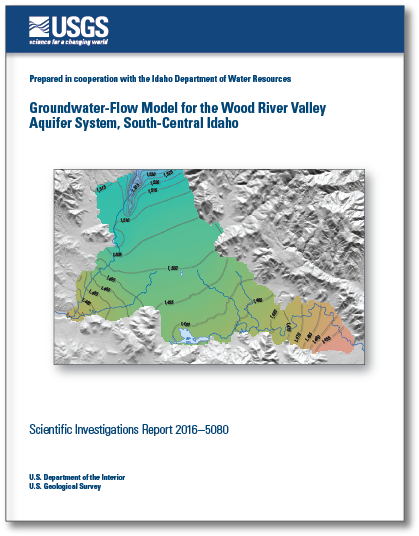 USGS
science for a changing world
Prepared in cooperation with the Idaho Department of Water Resources
Groundwater-Flow Model for the Wood River Valley
Aquifer System, South-Central Idaho
1,500
Scientific Investigations Report 2016–5080
U.S. Department of the Interior
U.S. Geological Survey